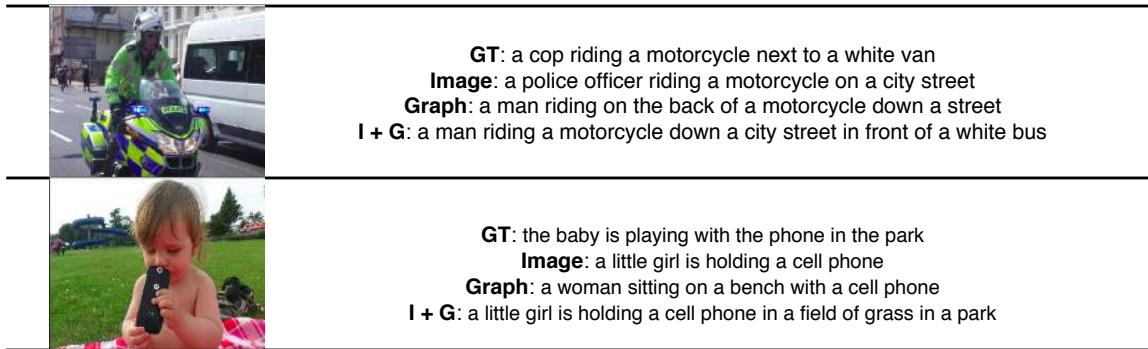 GT: a cop riding a motorcycle next to a white van
Image: a police officer riding a motorcycle on a city street
Graph: a man riding on the back of a motorcycle down a street
I + G: a man riding a motorcycle down a city street in front of a white bus
POLICE
GT: the baby is playing with the phone in the park
Image: a little girl is holding a cell phone
Graph: a woman sitting on a bench with a cell phone
I + G: a little girl is holding a cell phone in a field of grass in a park